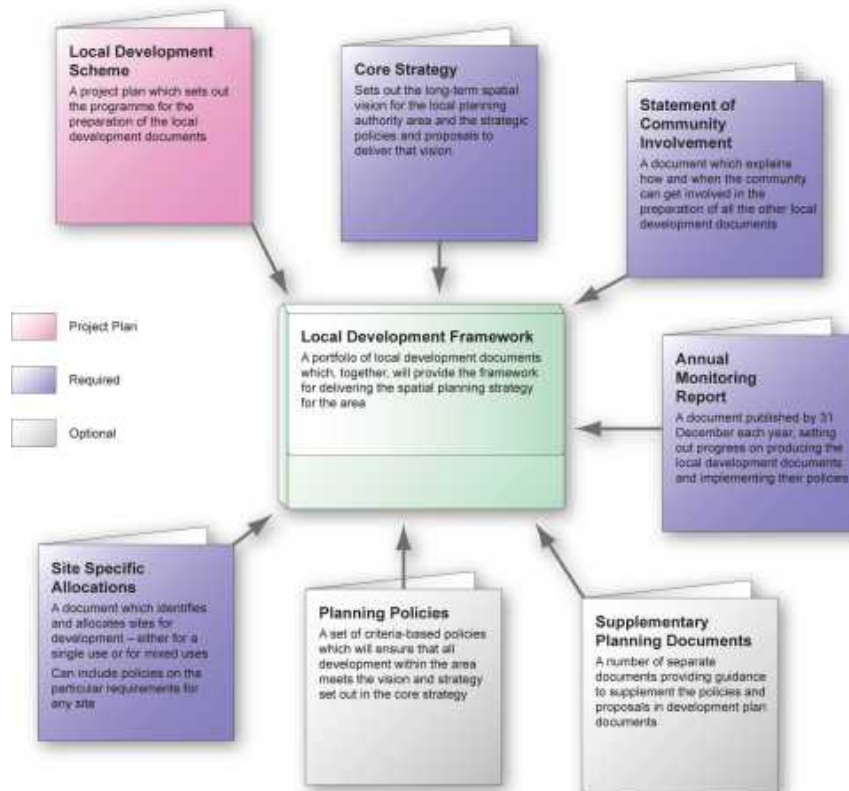 Local Development
Scheme
A project plan which sets out
the programme for the
preparation of the local
development documents
Core Strategy
Sets out the long-term spatial
vision for the local planning
authority area and the strategic
policies and proposals to
deliver that vision.
Statement of
Community
Involvement
A document which explains
how and when the community
can get involved in the
preparation of all the other local
development documents
Project Plan
Required
Optional
Local Development Framework
A portfolio of local development documents
which, together, will provide the framework
for delivering the spatial planning strategy
for the area
Annual
Monitoring
Report
A document published by 31
December each year, setting
out progress on producing the
local development documents
and implementing their policies
Site Specific
Allocations
A document which identifies
and allocates sites for
development – either for a
single use or for mixed uses
Can include policies on the
particular requirements for
any site
Planning Policies
A set of criteria-based policies
which will ensure that all
development within the area
meets the vision and strategy
set out in the core strategy
Supplementary
Planning Documents
A number of separate
documents providing guidance
to supplement the policies and
proposals in development plan
documents